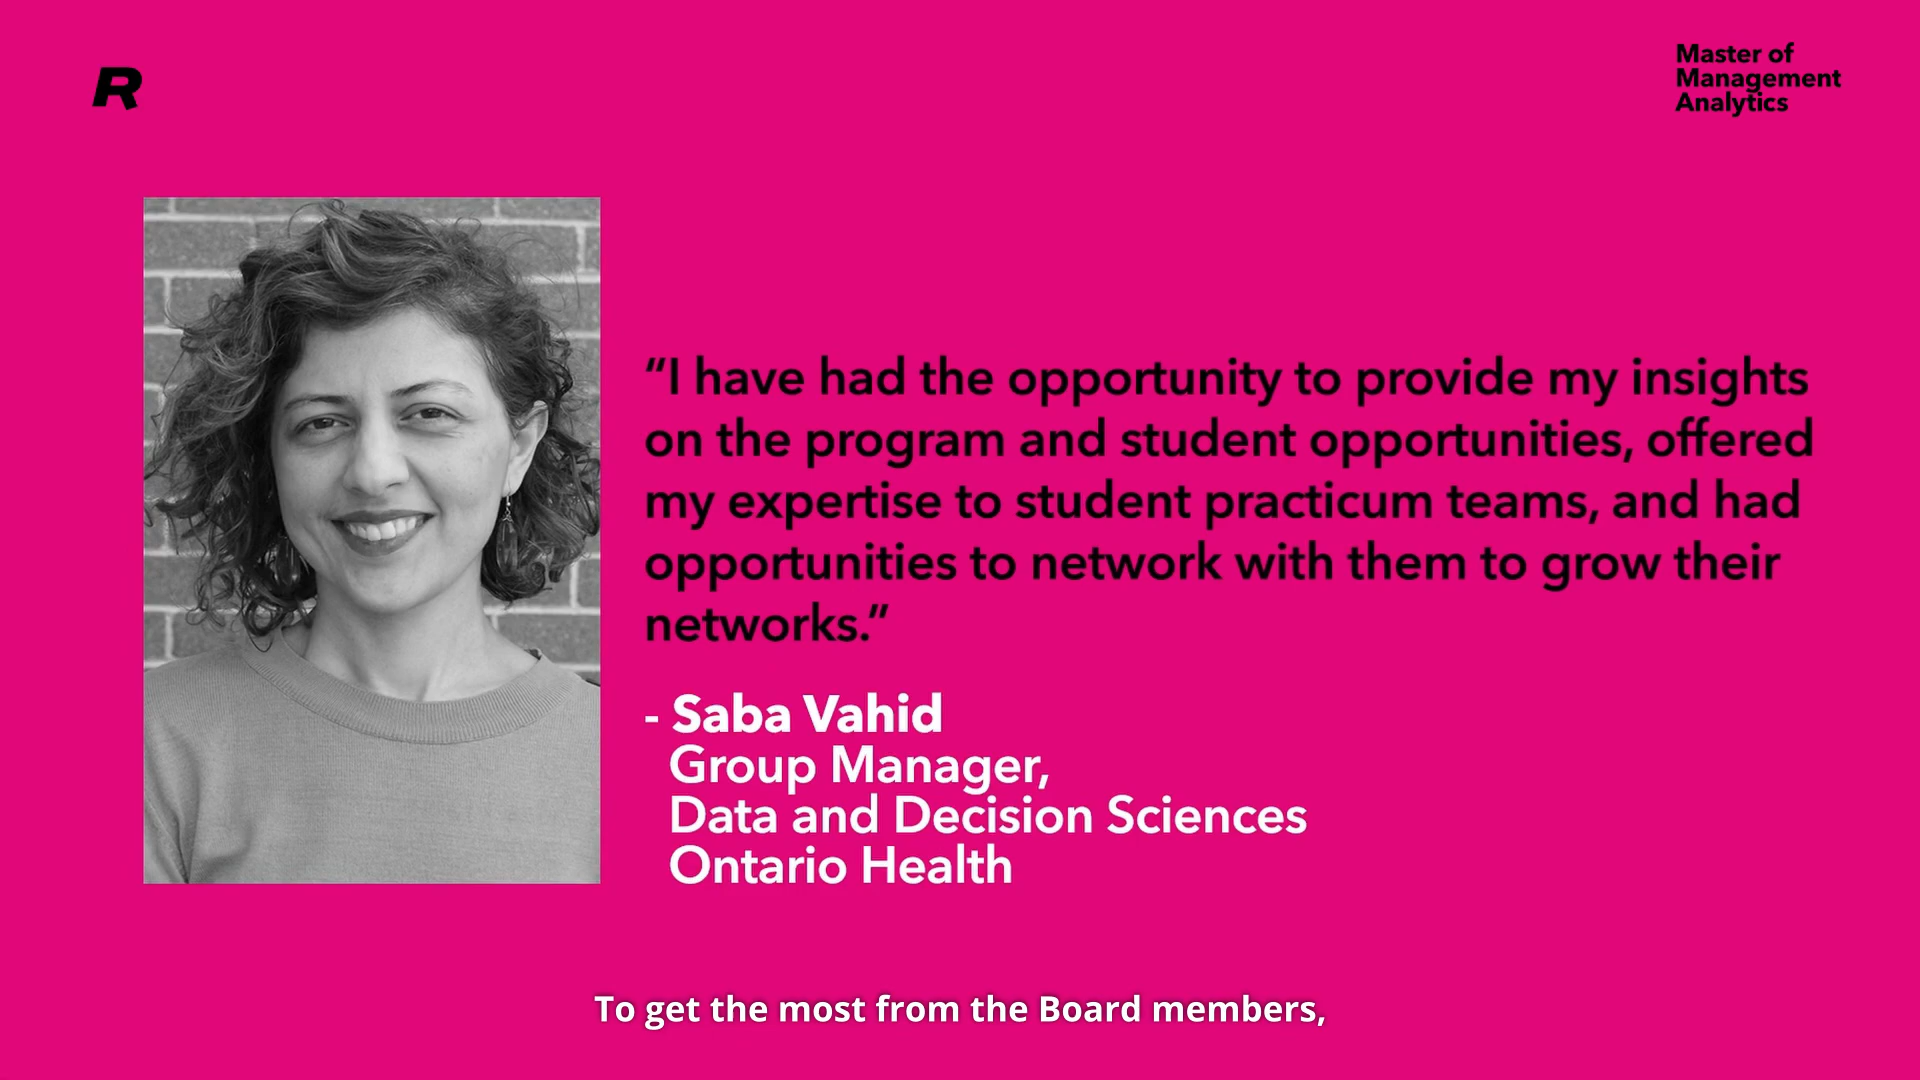 R
Master of
Management
Analytics
“I have had the opportunity to provide my insights
on the program and student opportunities, offered
my expertise to student practicum teams, and had
opportunities to network with them to grow their
networks.”
- Saba Vahid
Group Manager,
Data and Decision Sciences
Ontario Health
To get the most from the Board members,